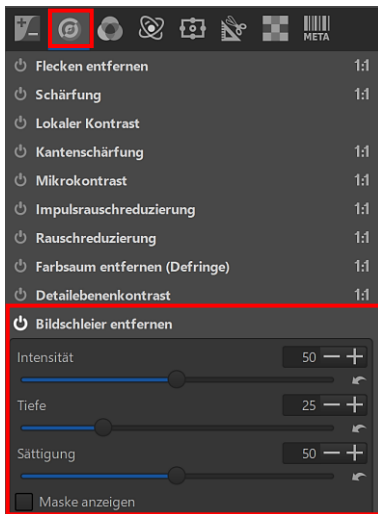 META
Flecken entfernen 1:1
Schärfung 1:1
Lokaler Kontrast
Kantenschärfung 1:1
Mikrokontrast 1:1
Impulsrauschreduzierung 1:1
Rauschreduzierung 1:1
Farbsaum entfernen (Defringe) 1:1
Detailebenenkontrast 1:1
Bildschleier entfernen
Intensität 50
Tiefe 25
Sättigung 50
Maske anzeigen